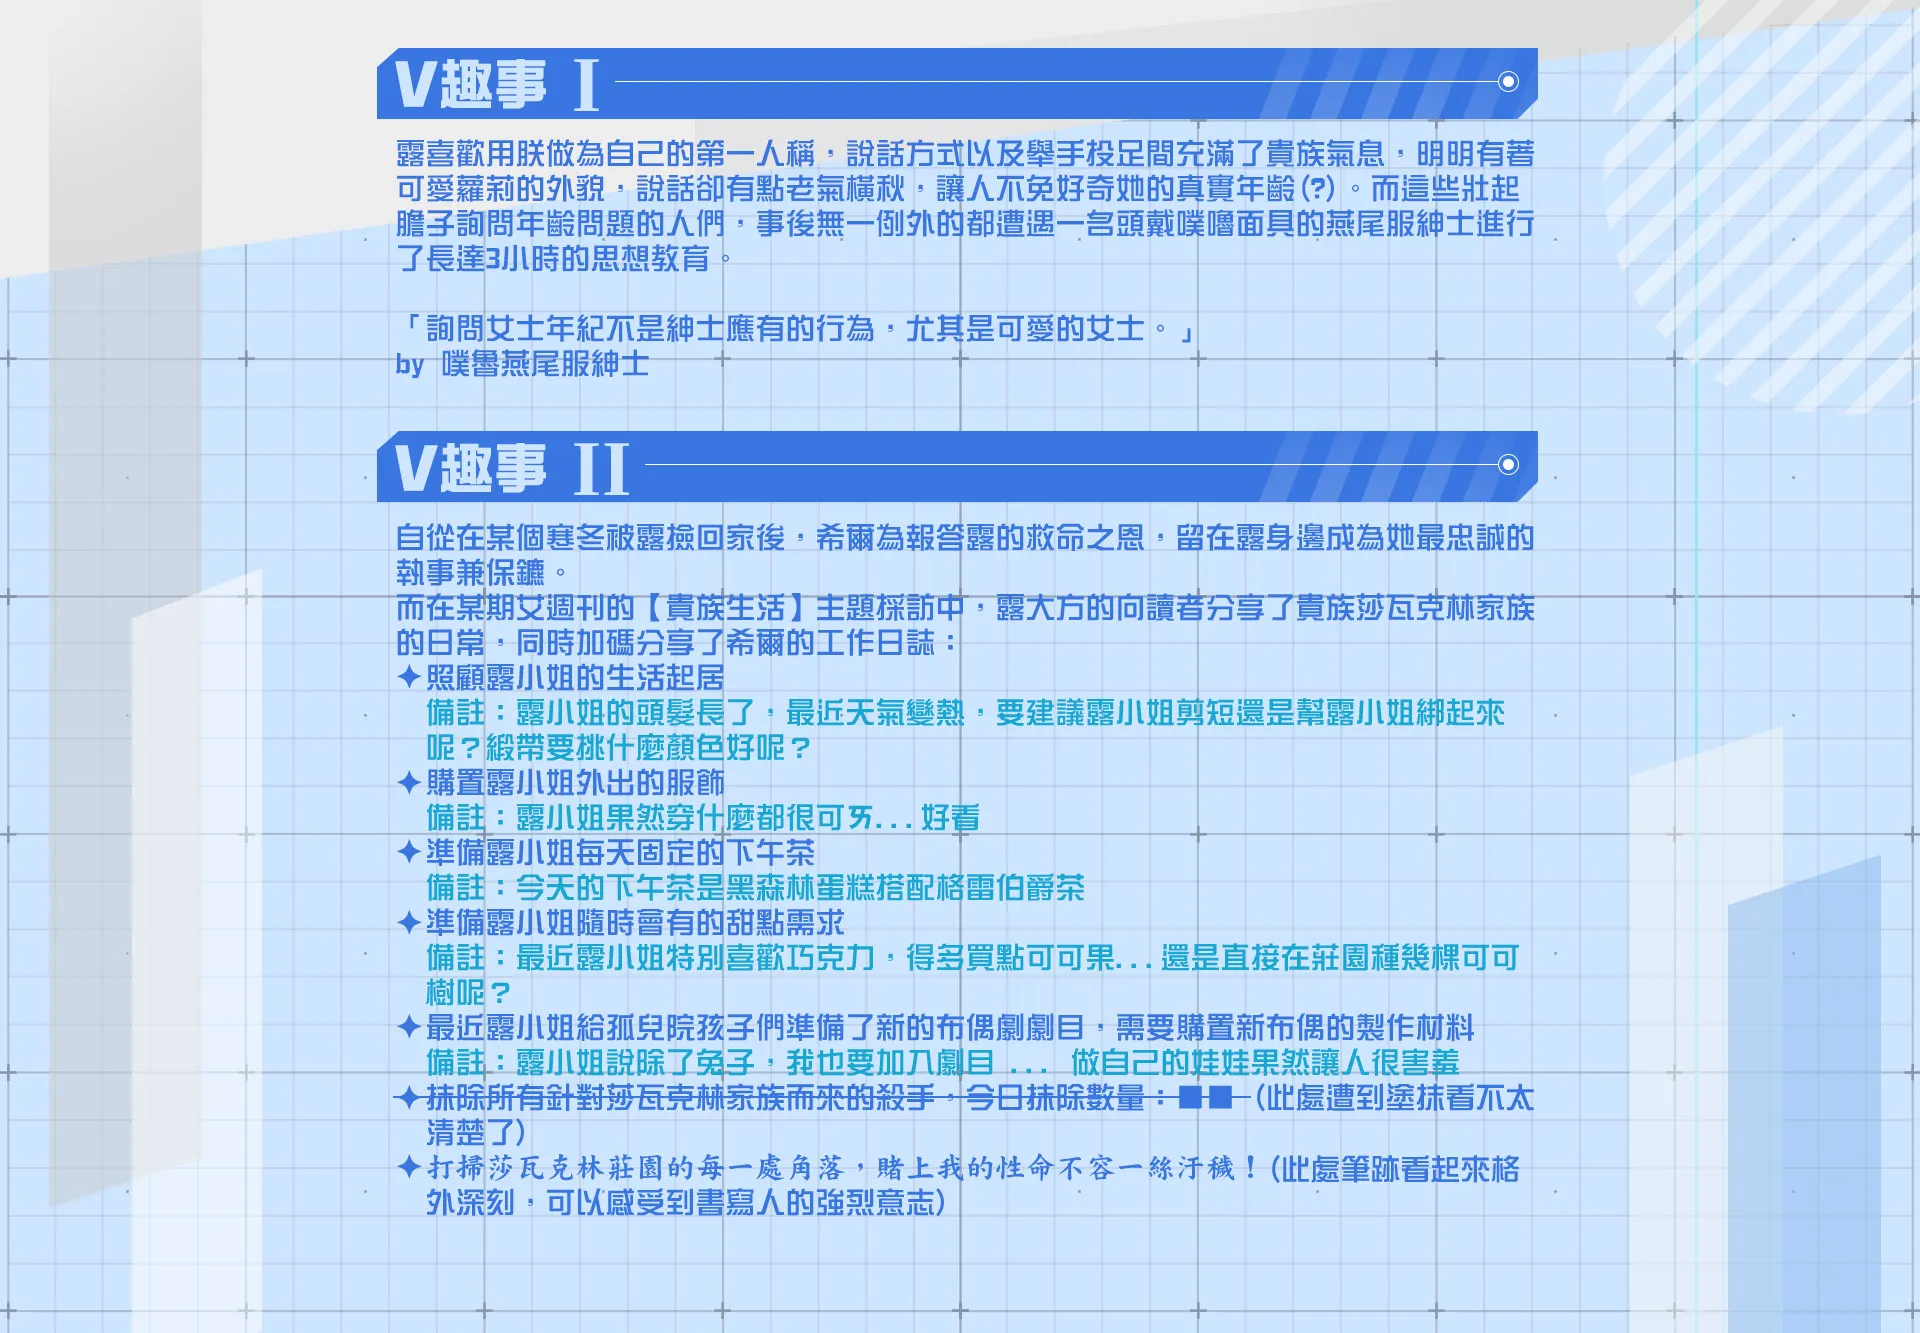 V趣事 I
露喜歡用朕做為自己的第一人稱，說話方式以及舉手投足間充滿了貴族氣息，明明有著
可愛蘿莉的外貌，說話卻有點老氣橫秋，讓人不免好奇她的真實年齡(?)。而這些壯起
膽子詢問年齡問題的人們，事後無一例外的都遭遇一名頭戴噗嚕面具的燕尾服紳士進行
了長達3小時的思想教育。
「詢問女士年紀不是紳士應有的行為，尤其是可愛的女士。」
by 噗魯燕尾服紳士
V趣事 II
自從在某個寒冬被露撿回家後，希爾為報答露的救命之恩，留在露身邊成為她最忠誠的
執事兼保鑣。
而在某期艾週刊的【貴族生活】主題採訪中，露大方的向讀者分享了貴族莎瓦克林家族
的日常，同時加碼分享了希爾的工作日誌：
✦照顧露小姐的生活起居
備註：露小姐的頭髮長了，最近天氣變熱，要建議露小姐剪短還是幫露小姐綁起來
呢？緞帶要挑什麼顏色好呢？
✦購置露小姐外出的服飾
備註：露小姐果然穿什麼都很可ㄞ...好看
✦準備露小姐每天固定的下午茶
備註：今天的下午茶是黑森林蛋糕搭配格雷伯爵茶
✦準備露小姐隨時會有的甜點需求
備註：最近露小姐特別喜歡巧克力，得多買點可可果...還是直接在莊園種幾棵可可
樹呢？
✦最近露小姐給孤兒院孩子們準備了新的布偶劇劇目，需要購置新布偶的製作材料
備註：露小姐說除了兔子，我也要加入劇目 ... 做自己的娃娃果然讓人很害羞
✦抹除所有針對莎瓦克林家族而來的殺手，今日抹除數量：■■ (此處遭到塗抹看不太
清楚了)
✦打掃莎瓦克林莊園的每一處角落，賭上我的性命不容一絲汙穢！(此處筆跡看起來格
外深刻，可以感受到書寫人的強烈意志)